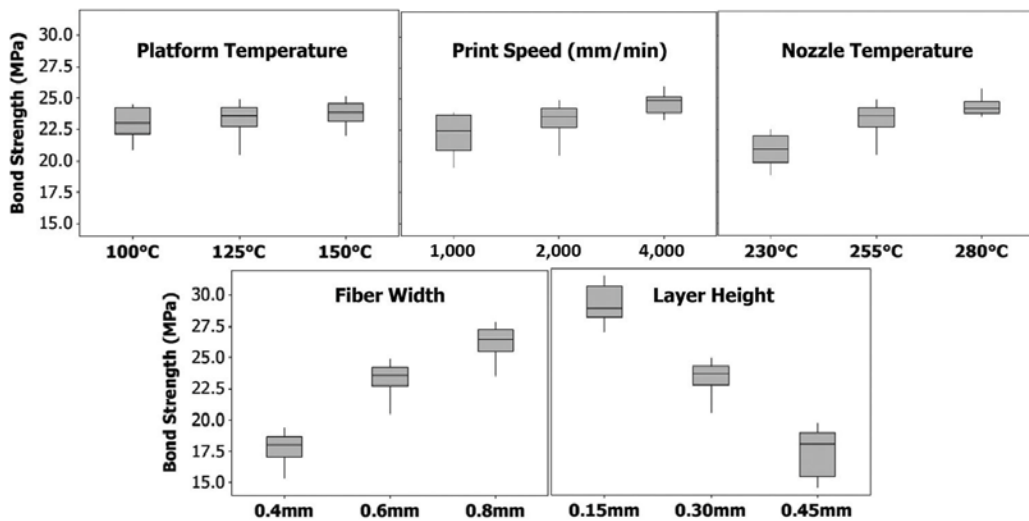 Platform Temperature
Print Speed (mm/min)
Nozzle Temperature
Bond Strength (MPa)
30.0
27.5
25.0
22.5
20.0
17.5
15.0
100°C 125°C 150°C
1,000 2,000 4,000
230°C 255°C 280°C
Fiber Width
Layer Height
Bond Strength (MPa)
30.0
27.5
25.0
22.5
20.0
17.5
15.0
0.4mm 0.6mm 0.8mm
0.15mm 0.30mm 0.45mm